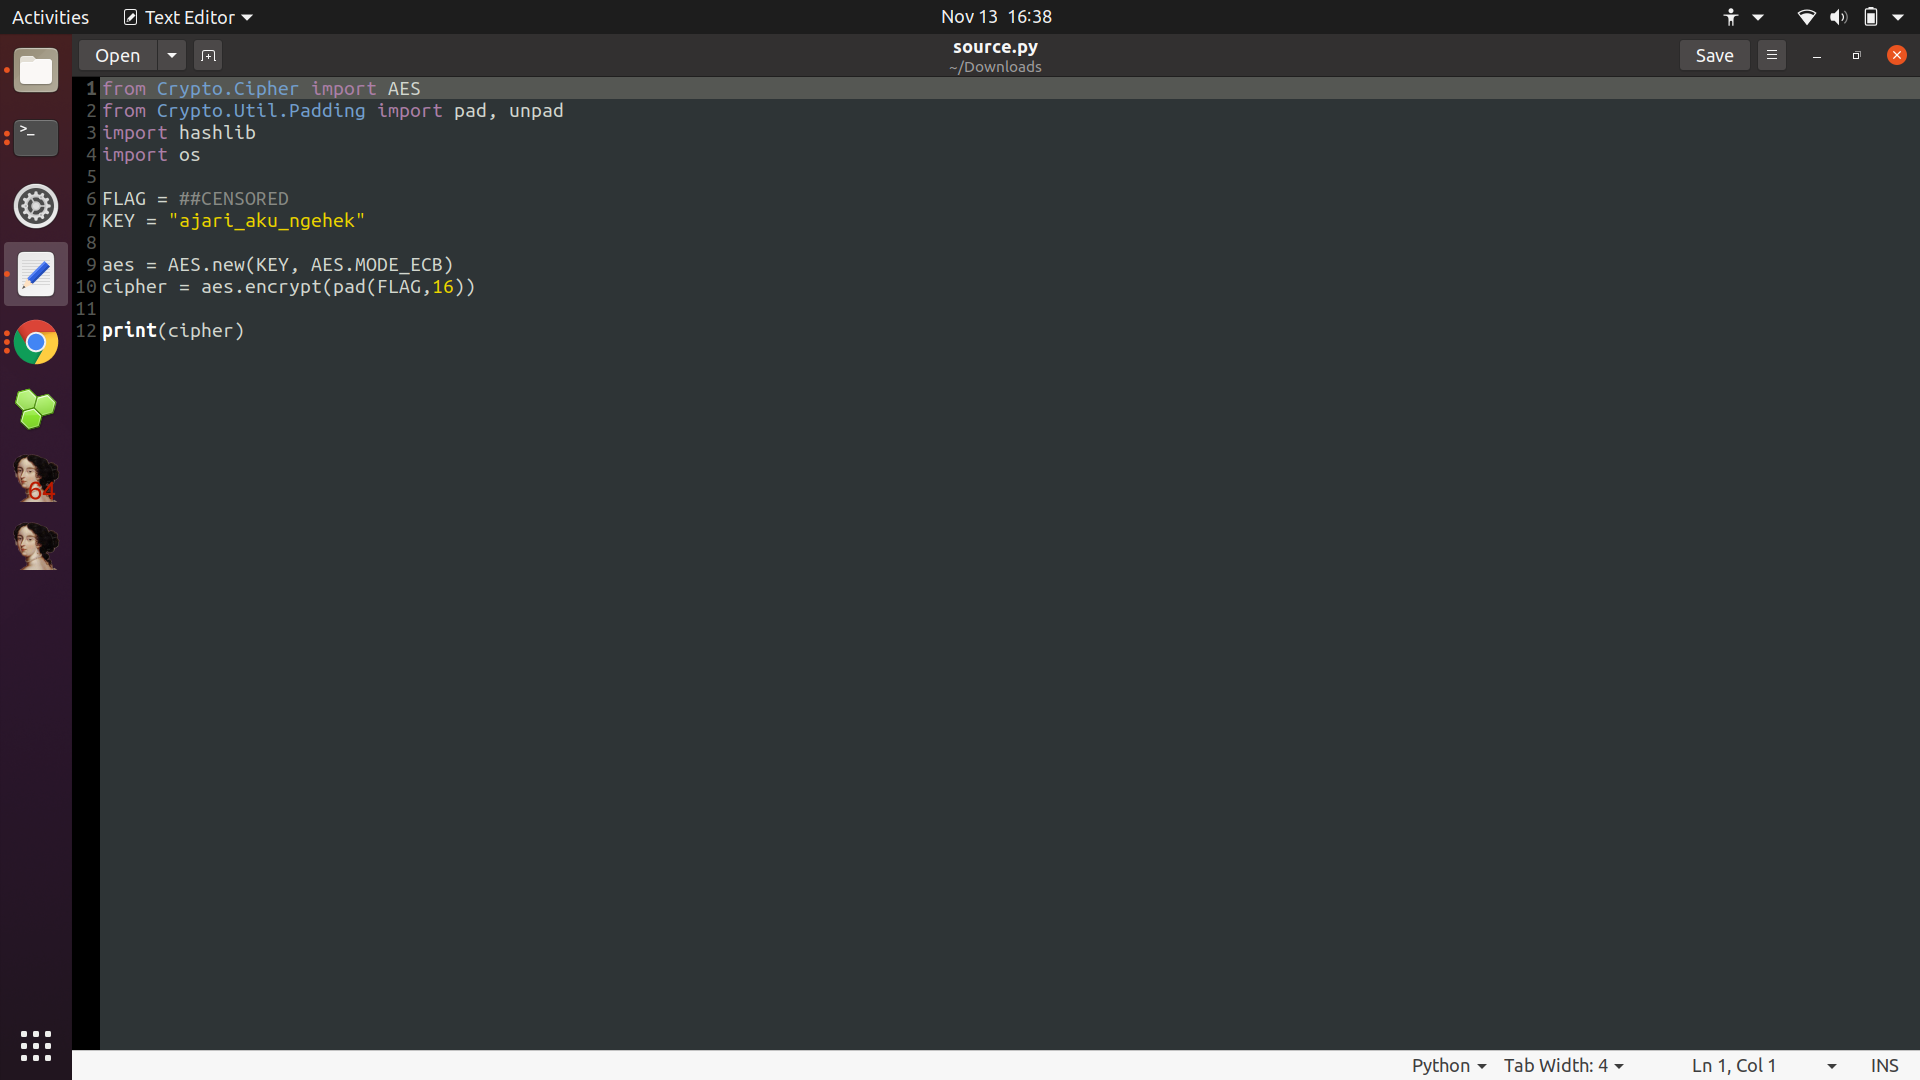 Activities
Text Editor
Nov 13 16:38
Open
source.py
~/Downloads
Save
1 from Crypto.Cipher import AES
2 from Crypto.Util.Padding import pad, unpad
3 import hashlib
4 import os
5
6 FLAG = ##CENSORED
7 KEY = "ajari_aku_ngehek"
8
9 aes = AES.new(KEY, AES.MODE_ECB)
10 cipher = aes.encrypt(pad(FLAG,16))
11
12 print(cipher)
>_
64
Python
Tab Width: 4
Ln 1, Col 1
INS